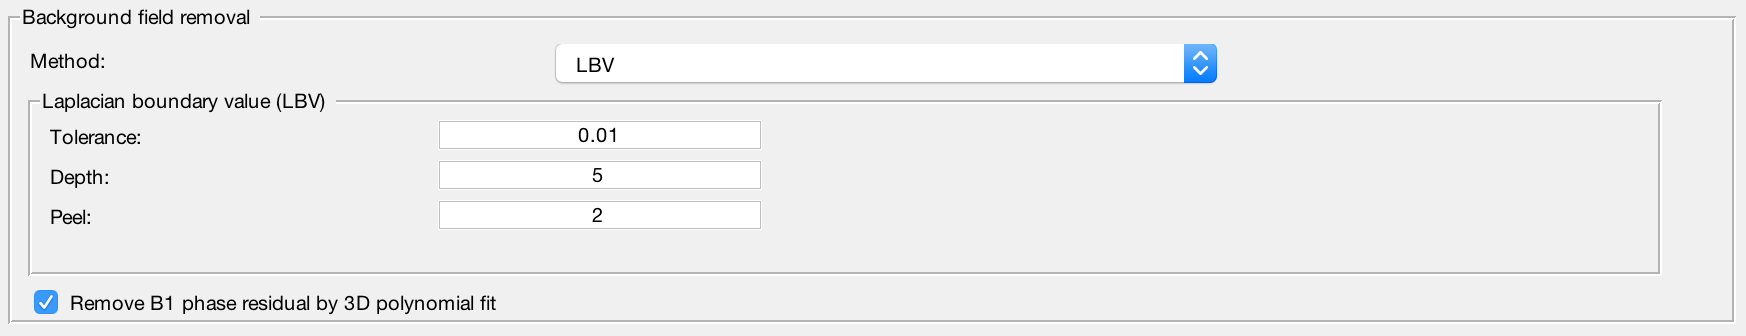 Background field removal
Method:
LBV
Laplacian boundary value (LBV)
Tolerance:
0.01
Depth:
5
Peel:
2
Remove B1 phase residual by 3D polynomial fit